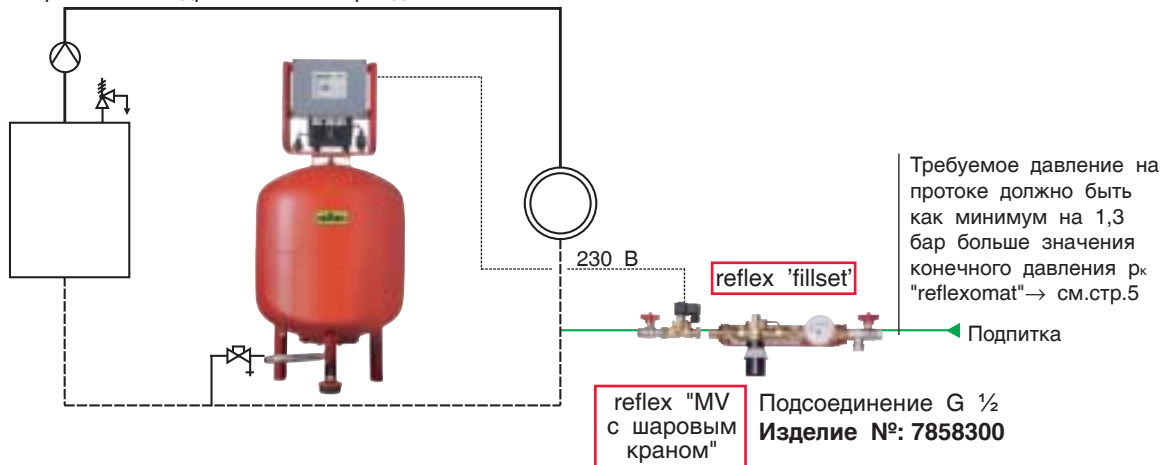 Требуемое давление на
протоке должно быть
как минимум на 1,3
бар больше значения
конечного давления pк
"reflexomat"→ см.стр.5
230 В
reflex 'fillset'
Подпитка
reflex "MV
с шаровым
краном"
Подсоединение G ½
Изделие №: 7858300
reflex